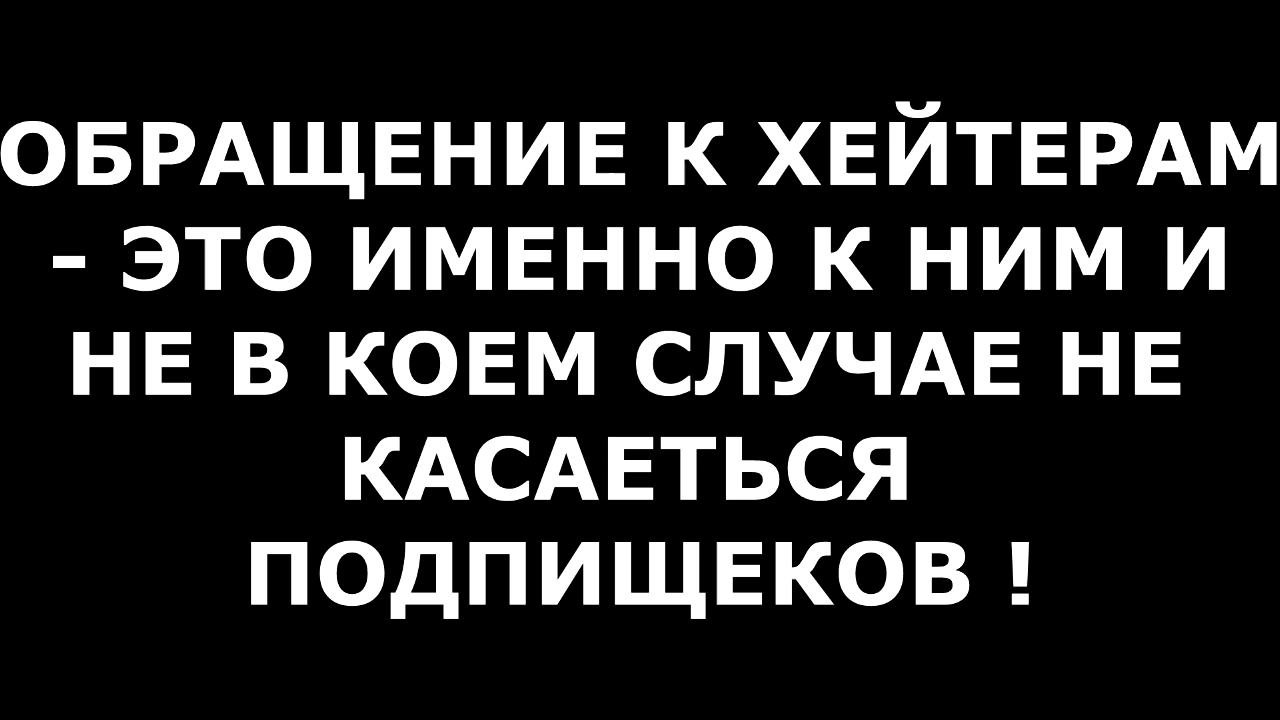 ОБРАЩЕНИЕ К ХЕЙТЕРАМ
- ЭТО ИМЕННО К НИМ И
НЕ В КОЕМ СЛУЧАЕ НЕ
КАСАЕТЬСЯ
ПОДПИЩЕКОВ !